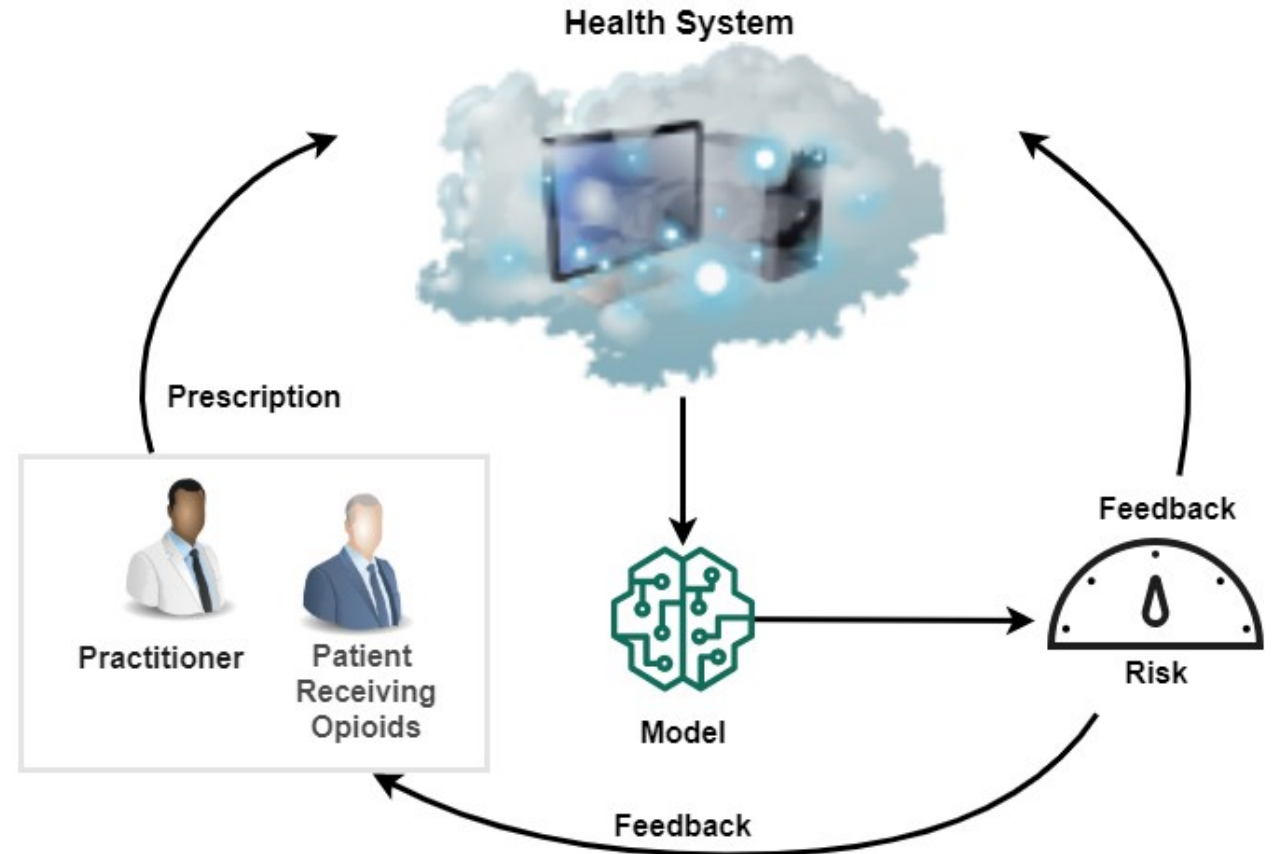 Health System
Prescription
Practitioner
Patient
Receiving
Opioids
Model
Feedback
Risk
Feedback